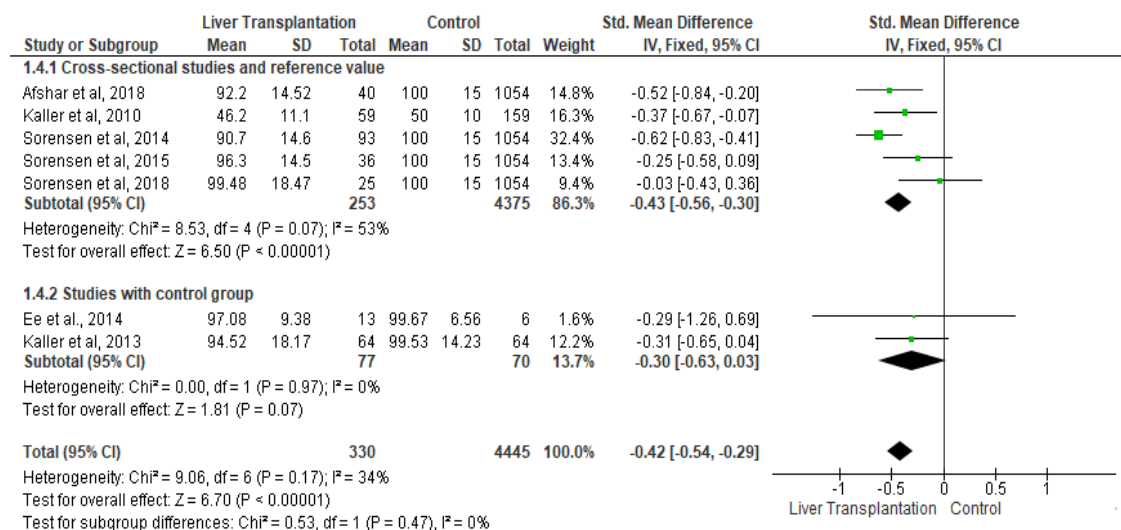 Liver Transplantation Control Std. Mean Difference Std. Mean Difference
Study or Subgroup Mean SD Total Mean SD Total Weight IV, Fixed, 95% CI IV, Fixed, 95% CI
1.4.1 Cross-sectional studies and reference value
Afshar et al, 2018 92.2 14.52 40 100 15 1054 14.8% -0.52 [-0.84, -0.20]
Kaller et al, 2010 46.2 11.1 59 50 10 159 16.3% -0.37 [-0.67, -0.07]
Sorensen et al, 2014 90.7 14.6 93 100 15 1054 32.4% -0.62 [-0.83, -0.41]
Sorensen et al, 2015 96.3 14.5 36 100 15 1054 13.4% -0.25 [-0.58, 0.09]
Sorensen et al, 2018 99.48 18.47 25 100 15 1054 9.4% -0.03 [-0.43, 0.36]
Subtotal (95% CI) 253 4375 86.3% -0.43 [-0.56, -0.30]
Heterogeneity: Chi² = 8.53, df = 4 (P = 0.07); I² = 53%
Test for overall effect: Z = 6.50 (P < 0.00001)
1.4.2 Studies with control group
Ee et al., 2014 97.08 9.38 13 99.67 6.56 6 1.6% -0.29 [-1.26, 0.69]
Kaller et al, 2013 94.52 18.17 64 99.53 14.23 64 12.2% -0.31 [-0.65, 0.04]
Subtotal (95% CI) 77 70 13.7% -0.30 [-0.63, 0.03]
Heterogeneity: Chi² = 0.00, df = 1 (P = 0.97); I² = 0%
Test for overall effect: Z = 1.81 (P = 0.07)
Total (95% CI) 330 4445 100.0% -0.42 [-0.54, -0.29]
Heterogeneity: Chi² = 9.06, df = 6 (P = 0.17); I² = 34%
Test for overall effect: Z = 6.70 (P < 0.00001)
Test for subgroup differences: Chi² = 0.53, df = 1 (P = 0.47), I² = 0%
-1 -0.5 0 0.5 1
Liver Transplantation Control